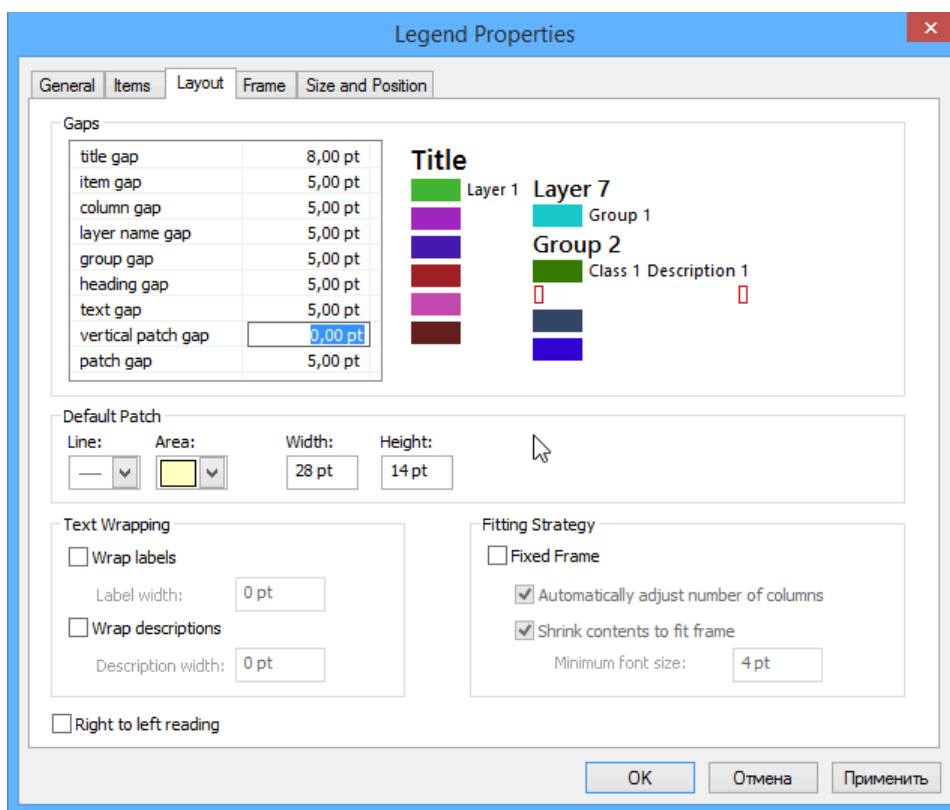 Legend Properties
x
General Items Layout Frame Size and Position
Gaps
title gap 8,00 pt
item gap 5,00 pt
column gap 5,00 pt
layer name gap 5,00 pt
group gap 5,00 pt
heading gap 5,00 pt
text gap 5,00 pt
vertical patch gap 0,00 pt
patch gap 5,00 pt
Title
Layer 1
Layer 7
Group 1
Group 2
Class 1 Description 1
Default Patch
Line: Area: Width: Height:
28 pt 14 pt
Text Wrapping
Wrap labels
Label width: 0 pt
Wrap descriptions
Description width: 0 pt
Fitting Strategy
Fixed Frame
Automatically adjust number of columns
Shrink contents to fit frame
Minimum font size: 4 pt
Right to left reading
OK Отмена Применить